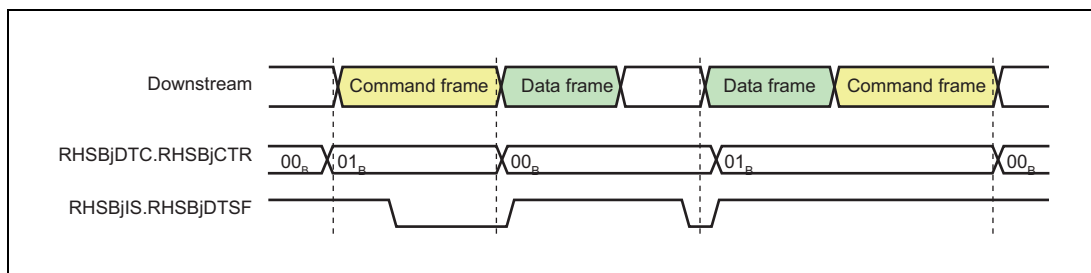 Downstream Command frame Data frame Data frame Command frame
RHSBjDTC.RHSBjCTR 00B 01B 00B 01B 00B
RHSBjIS.RHSBjDTSF